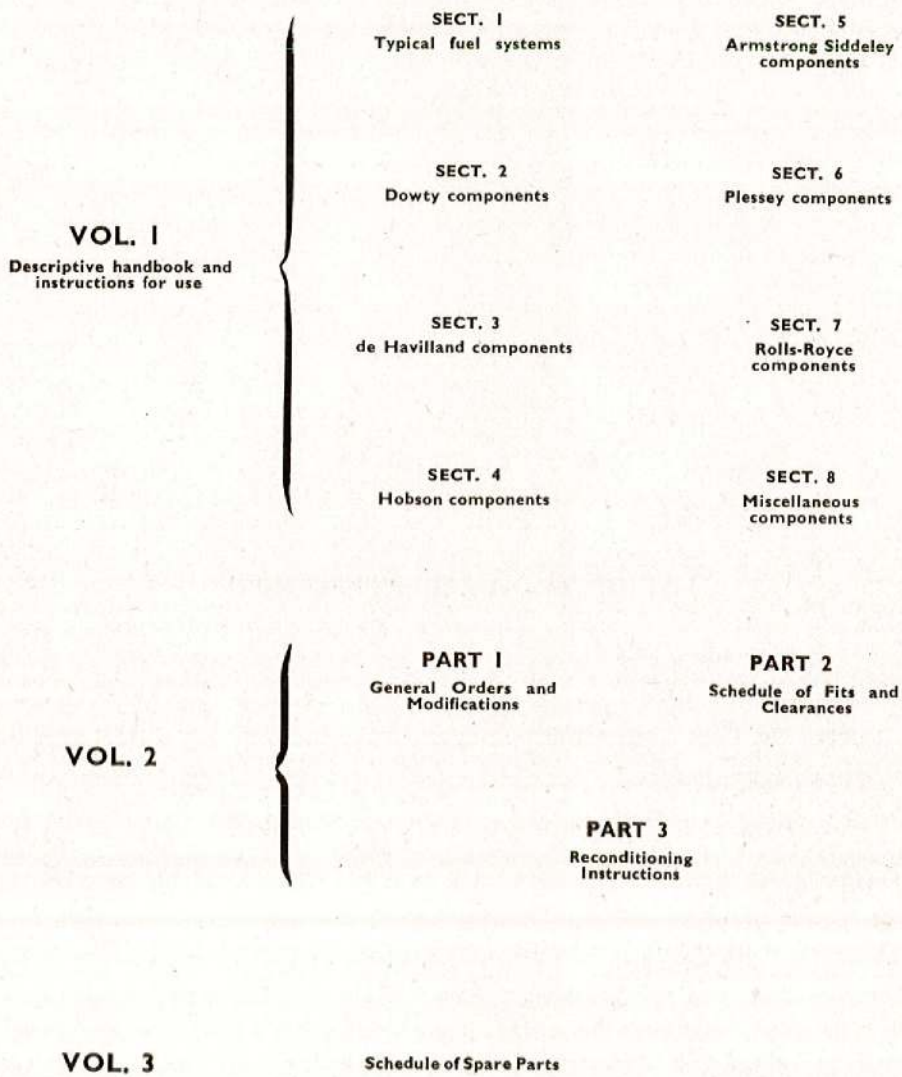 VOL. I
Descriptive handbook and
instructions for use
SECT. I
Typical fuel systems
SECT. 2
Dowty components
SECT. 3
de Havilland components
SECT. 4
Hobson components
SECT. 5
Armstrong Siddeley
components
SECT. 6
Plessey components
SECT. 7
Rolls-Royce
components
SECT. 8
Miscellaneous
components
VOL. 2
PART I
General Orders and
Modifications
PART 2
Schedule of Fits and
Clearances
PART 3
Reconditioning
Instructions
VOL. 3
Schedule of Spare Parts